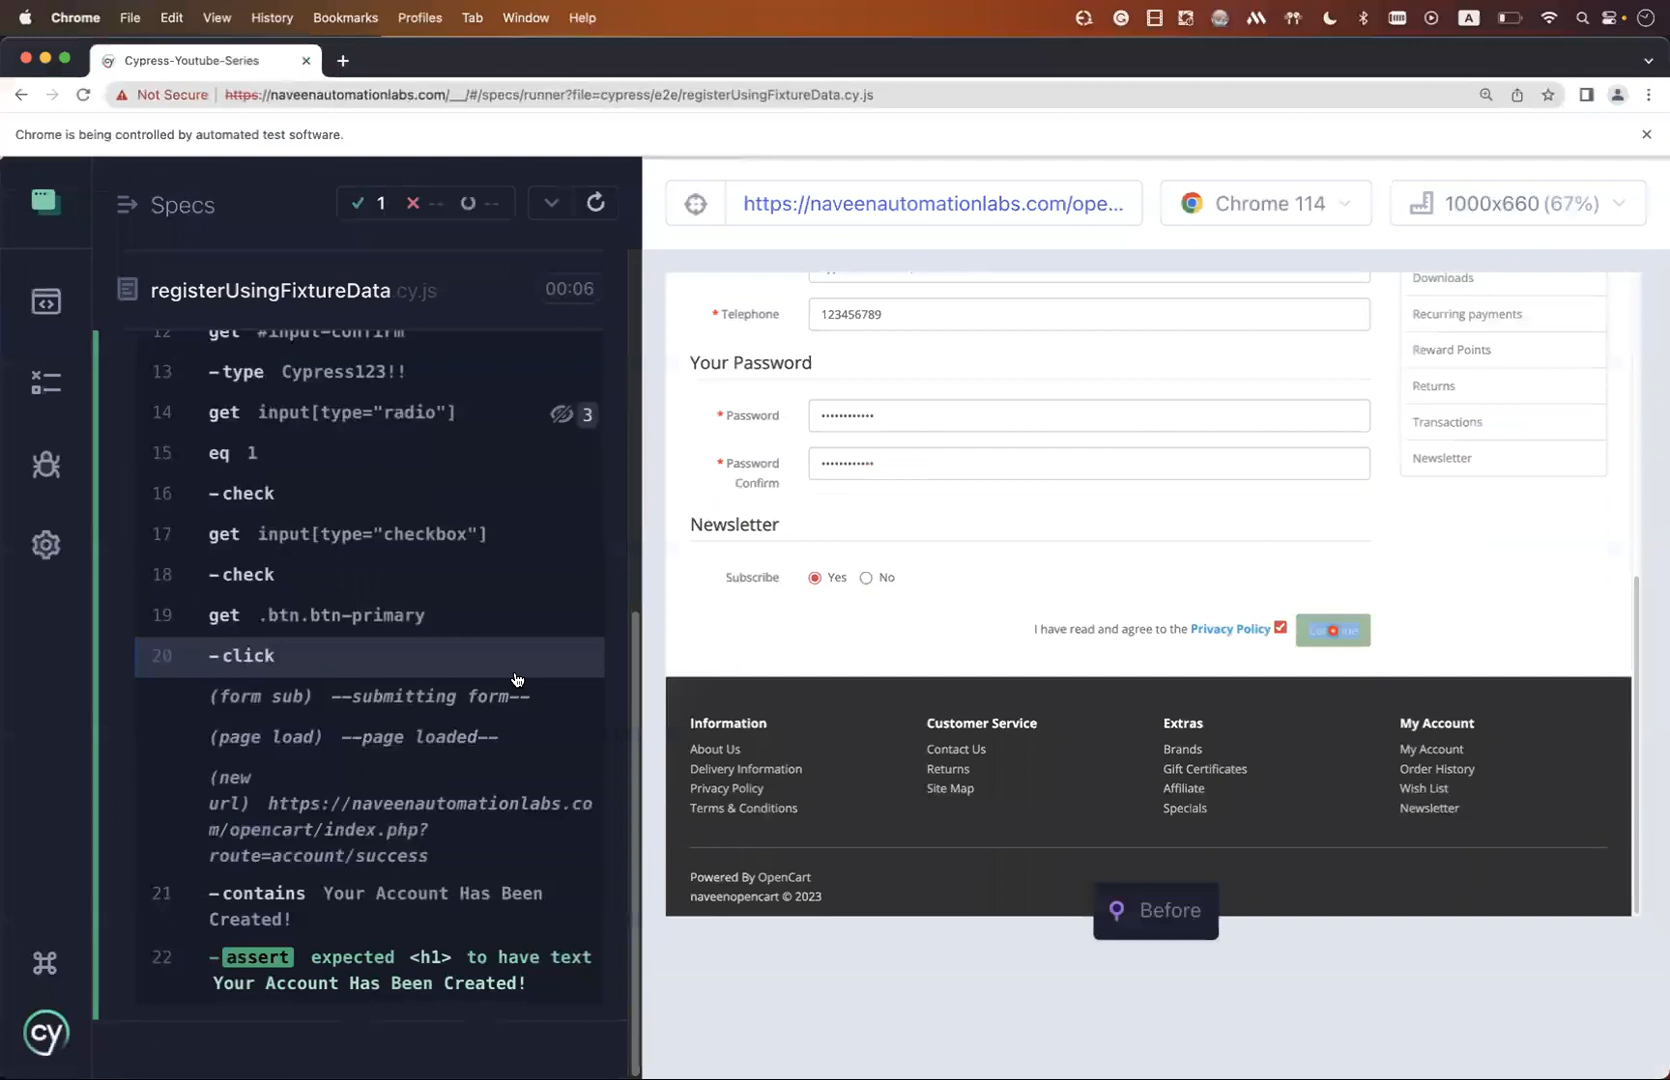 Chrome File Edit View History Bookmarks Profiles Tab Window Help
A
Cypress-Youtube-Series
Not Secure https://naveenautomationlabs.com/__/#/specs/runner?file=cypress/e2e/registerUsingFixtureData.cy.js
Chrome is being controlled by automated test software.
Specs
1 -- --
https://naveenautomationlabs.com/ope...
Chrome 114
1000x660 (67%)
registerUsingFixtureData.cy.js 00:06
12 get #input-confirm
13 -type Cypress123!!
14 get input[type="radio"] 3
15 eq 1
16 -check
17 get input[type="checkbox"]
18 -check
19 get .btn.btn-primary
20 -click
(form sub) --submitting form--
(page load) --page loaded--
(new
url) https://naveenautomationlabs.co
m/opencart/index.php?
route=account/success
21 -contains Your Account Has Been
Created!
22 -assert expected <h1> to have text
Your Account Has Been Created!
cy
* Telephone 123456789
Your Password
* Password ••••••••••••
* Password
Confirm ••••••••••••
Newsletter
Subscribe Yes No
I have read and agree to the Privacy Policy
Downloads
Recurring payments
Reward Points
Returns
Transactions
Newsletter
Information
About Us
Delivery Information
Privacy Policy
Terms & Conditions
Customer Service
Contact Us
Returns
Site Map
Extras
Brands
Gift Certificates
Affiliate
Specials
My Account
My Account
Order History
Wish List
Newsletter
Powered By OpenCart
naveenopencart © 2023
Before